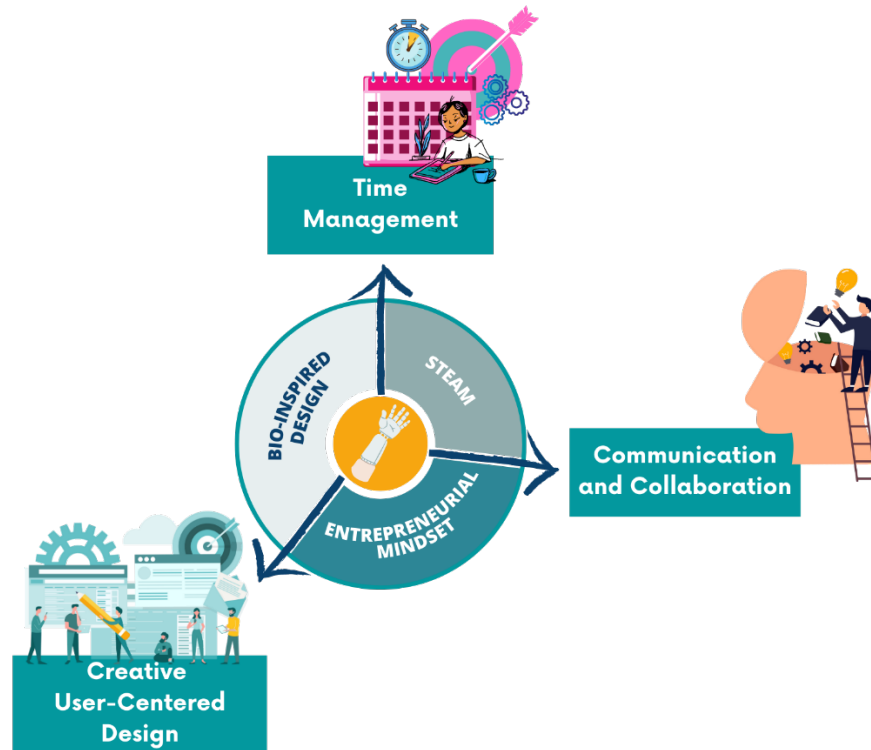 Time
Management
BIO-INSPIRED
DESIGN
STEAM
Communication
and Collaboration
ENTREPRENEURIAL
MINDSET
Creative
User-Centered
Design